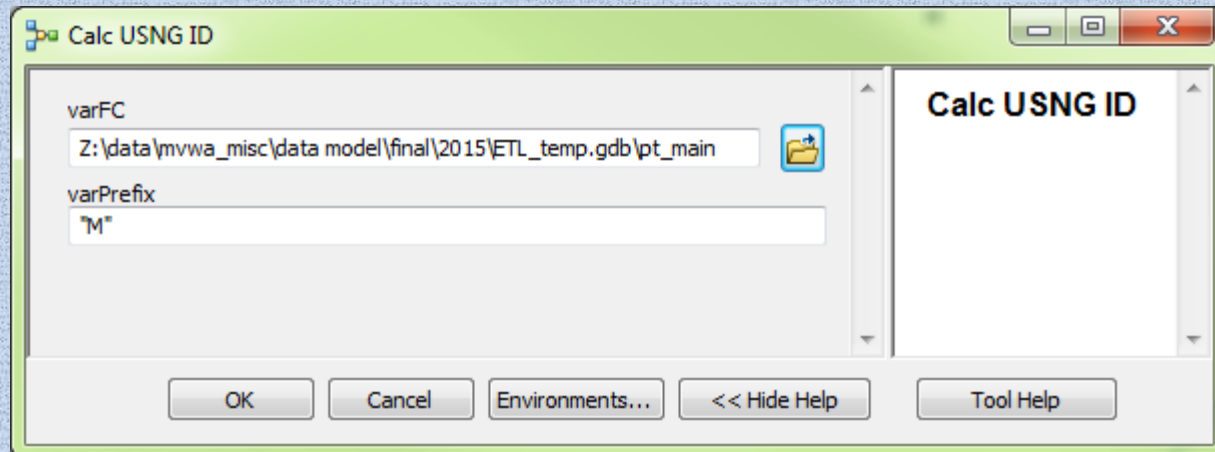 Calc USNG ID
varFC
Z:\data\mvwa_misc\data model\final\2015\ETL_temp.gdb\pt_main
varPrefix
"M"
Calc USNG ID
OK
Cancel
Environments...
<< Hide Help
Tool Help